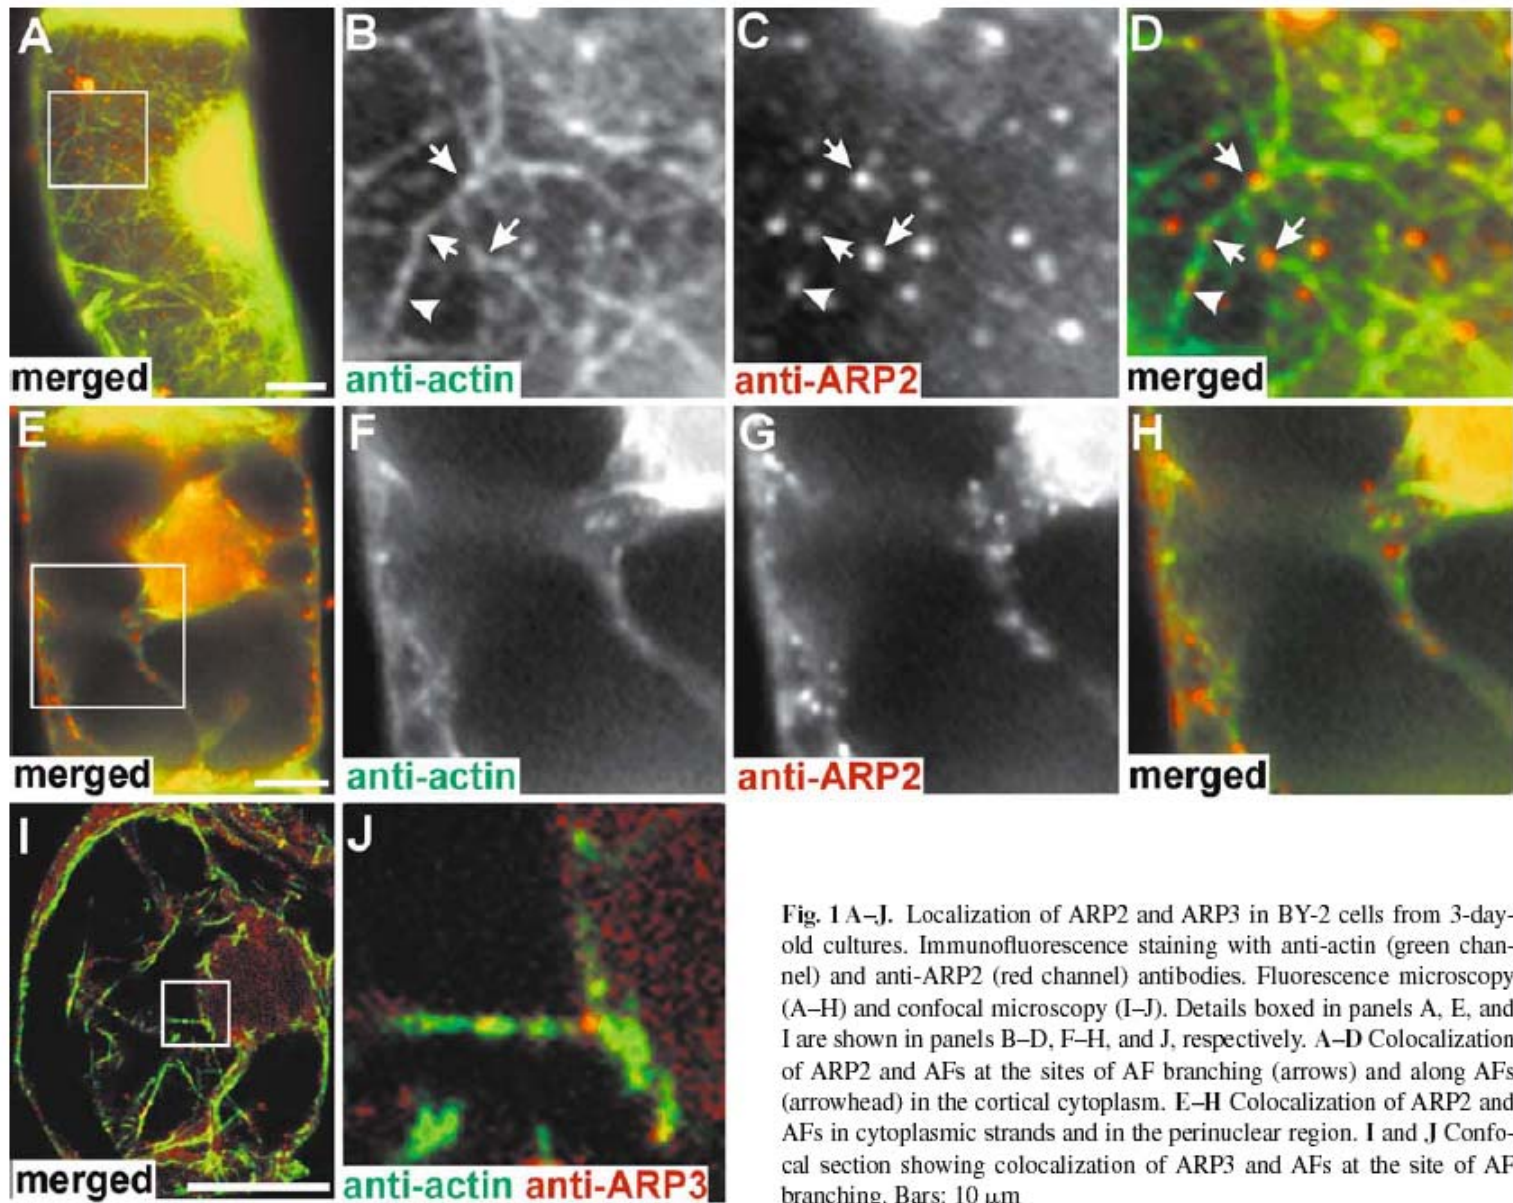 A
B
C
D
merged
anti-actin
anti-ARP2
merged
E
F
G
H
merged
anti-actin
anti-ARP2
merged
I
J
merged
anti-actin anti-ARP3
Fig. 1 A–J. Localization of ARP2 and ARP3 in BY-2 cells from 3-day-
old cultures. Immunofluorescence staining with anti-actin (green chan-
nel) and anti-ARP2 (red channel) antibodies. Fluorescence microscopy
(A–H) and confocal microscopy (I–J). Details boxed in panels A, E, and
I are shown in panels B–D, F–H, and J, respectively. A–D Colocalization
of ARP2 and AFs at the sites of AF branching (arrows) and along AFs
(arrowhead) in the cortical cytoplasm. E–H Colocalization of ARP2 and
AFs in cytoplasmic strands and in the perinuclear region. I and J Confo-
cal section showing colocalization of ARP3 and AFs at the site of AF
branching. Bars: 10 μm